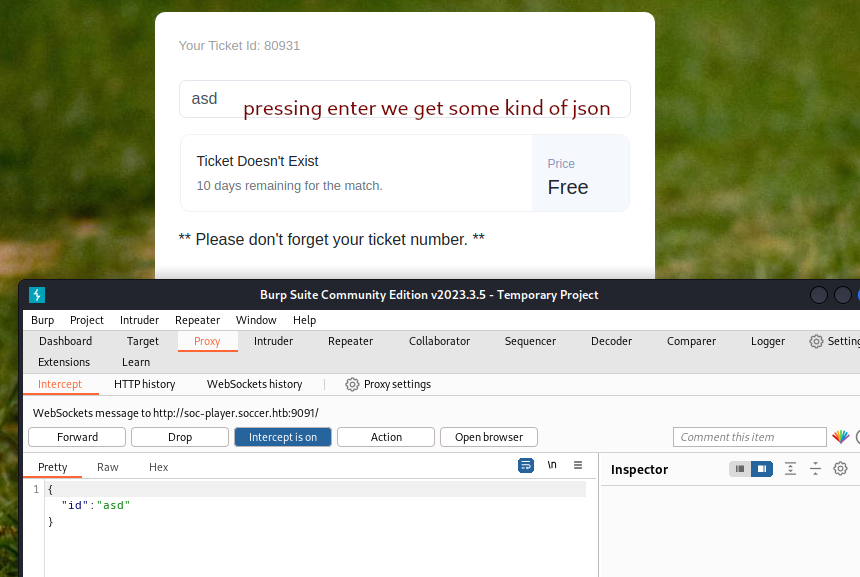 Your Ticket Id: 80931
asd
pressing enter we get some kind of json
Ticket Doesn't Exist
10 days remaining for the match.
Price
Free
** Please don't forget your ticket number. **
Burp Suite Community Edition v2023.3.5 - Temporary Project
Burp Project Intruder Repeater Window Help
Dashboard Target Proxy Intruder Repeater Collaborator Sequencer Decoder Comparer Logger
Extensions Learn
Intercept HTTP history WebSockets history Proxy settings
WebSockets message to http://soc-player.soccer.htb:9091/
Forward Drop Intercept is on Action Open browser Comment this item
Pretty Raw Hex \n Inspector
1 {
"id":"asd"
}